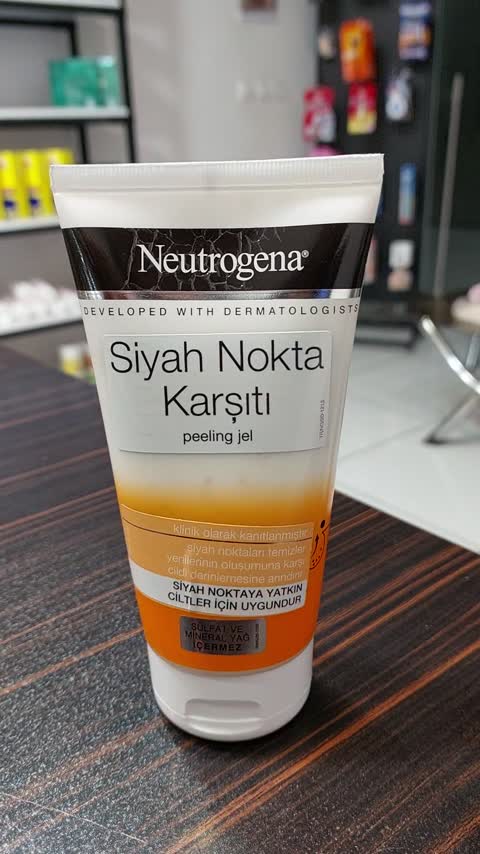 Neutrogena®
DEVELOPED WITH DERMATOLOGISTS
Siyah Nokta
Karşıtı
peeling jel
klinik olarak kanıtlanmıştır
siyah noktaları temizler
yenilerinin oluşumuna karşı
cildi derinlemesine arındırır
SİYAH NOKTAYA YATKIN
CİLTLER İÇİN UYGUNDUR
SÜLFAT VE
MİNERAL YAĞ
İÇERMEZ